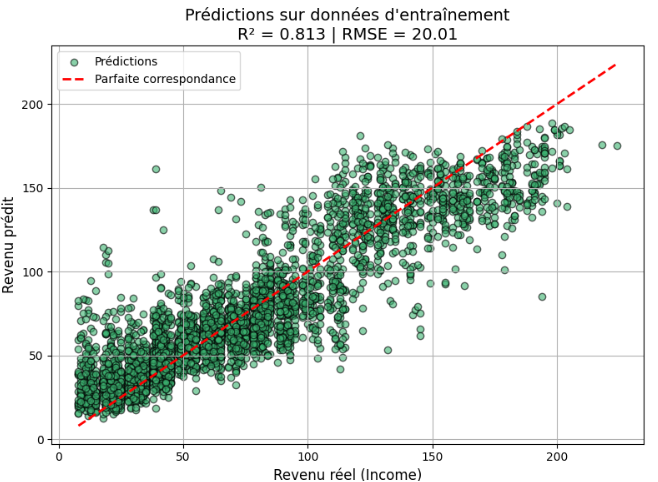 Prédictions sur données d'entraînement
R² = 0.813 | RMSE = 20.01
Prédictions
Parfaite correspondance
Revenu prédit
200
150
100
50
0
0 50 100 150 200
Revenu réel (Income)